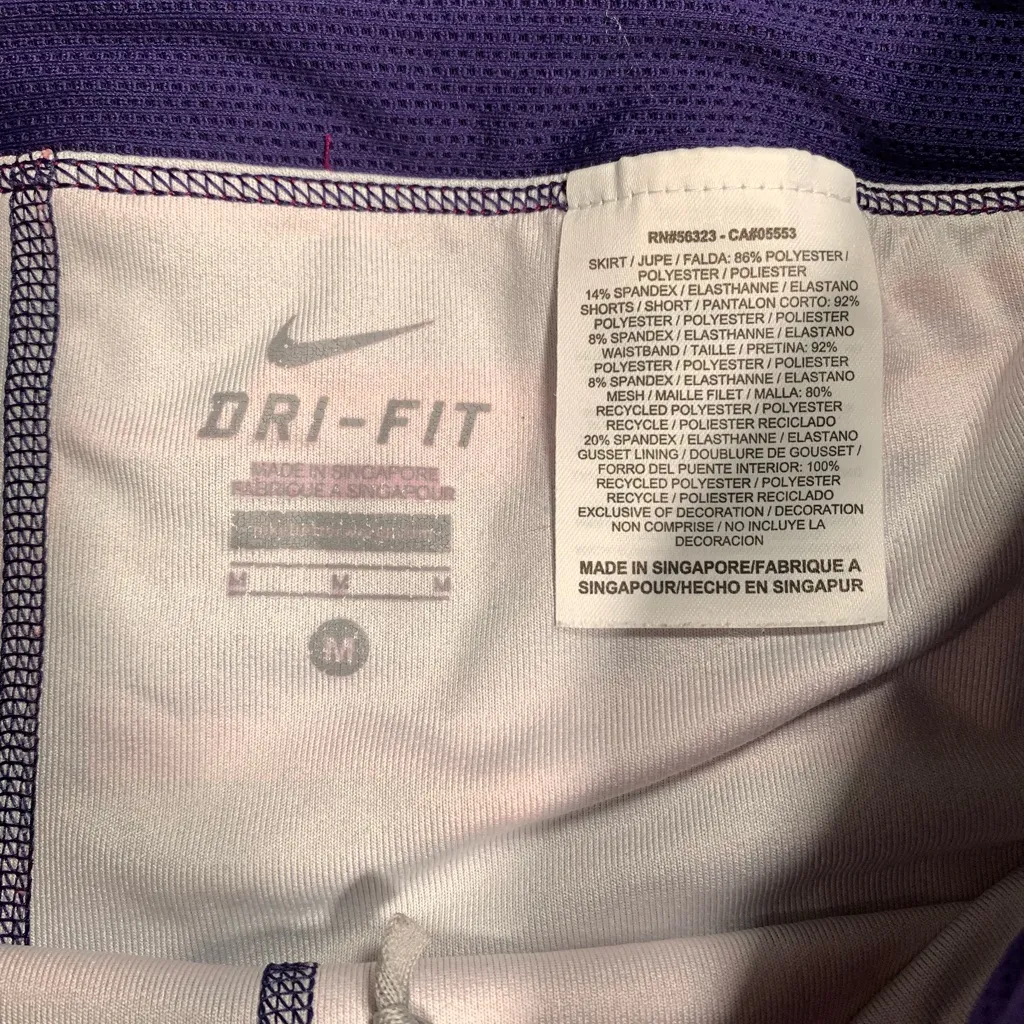 DRI-FIT
MADE IN SINGAPORE
FABRIQUÉ À SINGAPOUR
M M M
M
RN#56323 - CA#05553
SKIRT / JUPE / FALDA: 86% POLYESTER /
POLYESTER / POLIESTER
14% SPANDEX / ELASTHANNE / ELASTANO
SHORTS / SHORT / PANTALON CORTO: 92%
POLYESTER / POLYESTER / POLIESTER
8% SPANDEX / ELASTHANNE / ELASTANO
WAISTBAND / TAILLE / PRETINA: 92%
POLYESTER / POLYESTER / POLIESTER
8% SPANDEX / ELASTHANNE / ELASTANO
MESH / MAILLE FILET / MALLA: 80%
RECYCLED POLYESTER / POLYESTER
RECYCLE / POLIESTER RECICLADO
20% SPANDEX / ELASTHANNE / ELASTANO
GUSSET LINING / DOUBLURE DE GOUSSET /
FORRO DEL PUENTE INTERIOR: 100%
RECYCLED POLYESTER / POLYESTER
RECYCLE / POLIESTER RECICLADO
EXCLUSIVE OF DECORATION / DECORATION
NON COMPRISE / NO INCLUYE LA
DECORACION
MADE IN SINGAPORE/FABRIQUE A
SINGAPOUR/HECHO EN SINGAPUR